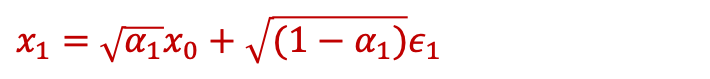 x₁ = √α₁x₀ + √(1 − α₁)ϵ₁